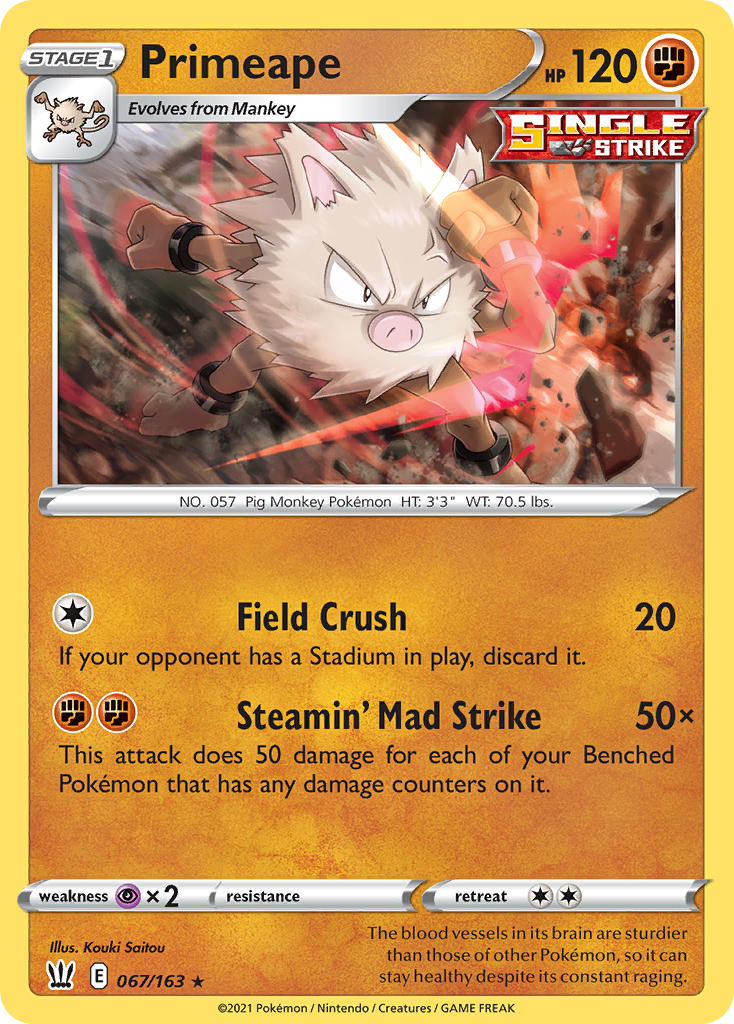 STAGE1
Primeape
HP 120
Evolves from Mankey
SINGLE
STRIKE
NO. 057 Pig Monkey Pokémon HT: 3'3" WT: 70.5 lbs.
Field Crush 20
If your opponent has a Stadium in play, discard it.
Steamin' Mad Strike 50×
This attack does 50 damage for each of your Benched
Pokémon that has any damage counters on it.
weakness ×2 resistance retreat
Illus. Kouki Saitou
The blood vessels in its brain are sturdier
than those of other Pokémon, so it can
stay healthy despite its constant raging.
E 067/163 ★
©2021 Pokémon / Nintendo / Creatures / GAME FREAK